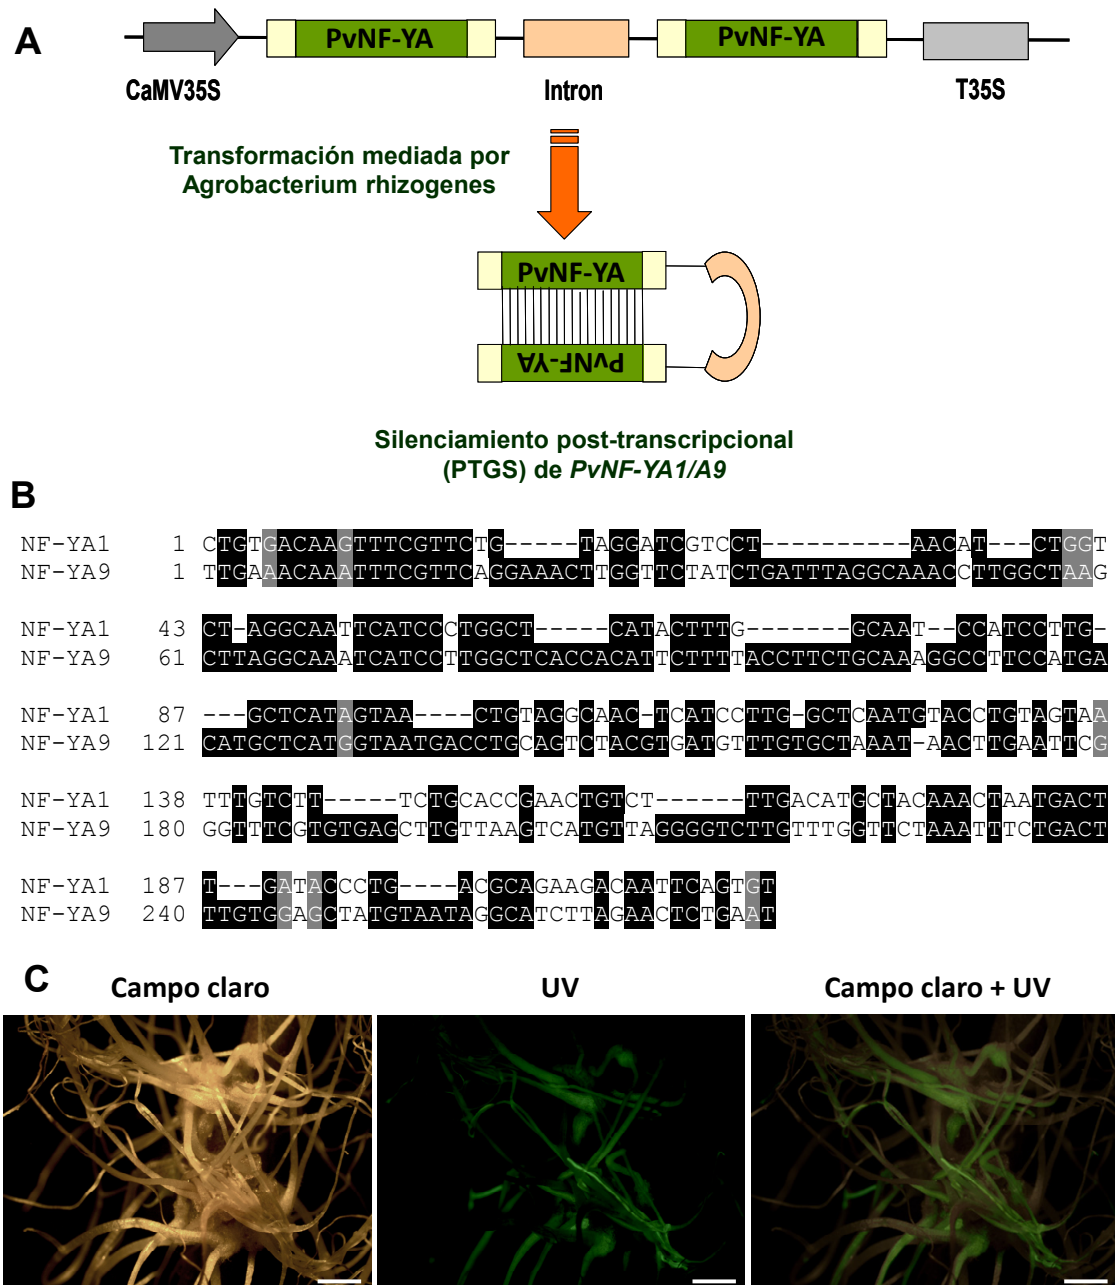 A
PvNF-YA
PvNF-YA
CaMV35S
Intron
T35S
Transformación mediada por
Agrobacterium rhizogenes
PvNF-YA
PvNF-YA
Silenciamiento post-transcripcional
(PTGS) de PvNF-YA1/A9
B
NF-YA1 1 CTGTGACAAGTTTCGTTCTG-----TAGGATCGTCCT----------AACAT---CTGGT
NF-YA9 1 TTGAAACAAATTTCGTTCAGGAAACTTGGTTCTATCTGATTTAGGCAAACCTTGGCTAAG
NF-YA1 43 CT-AGGCAATTCATCCCTGGCT-----CATACTTTG-------GCAAT--CCATCCTTG-
NF-YA9 61 CTTAGGCAAATCATCCTTGGCTCACCACATTCTTTTACCTTCTGCAAAGGCCTTCCATGA
NF-YA1 87 ---GCTCATAGTAA----CTGTAGGCAAC-TCATCCTTG-GCTCAATGTACCTGTAGTAA
NF-YA9 121 CATGCTCATGGTAATGACCTGCAGTCTACGTGATGTTTGTGCTAAAT-AACTTGAATTCG
NF-YA1 138 TTTGTCTT-----TCTGCACCGAACTGTCT------TTGACATGCTACAAACTAATGACT
NF-YA9 180 GGTTTCGTGTGAGCTTGTTAAGTCATGTTAGGGGTCTTGTTTGGTTCTAAATTTCTGACT
NF-YA1 187 T---GATACCCTG----ACGCAGAAGACAATTCAGTGT
NF-YA9 240 TTGTGGAGCTATGTAATAGGCATCTTAGAACTCTGAAT
C
Campo claro
UV
Campo claro + UV